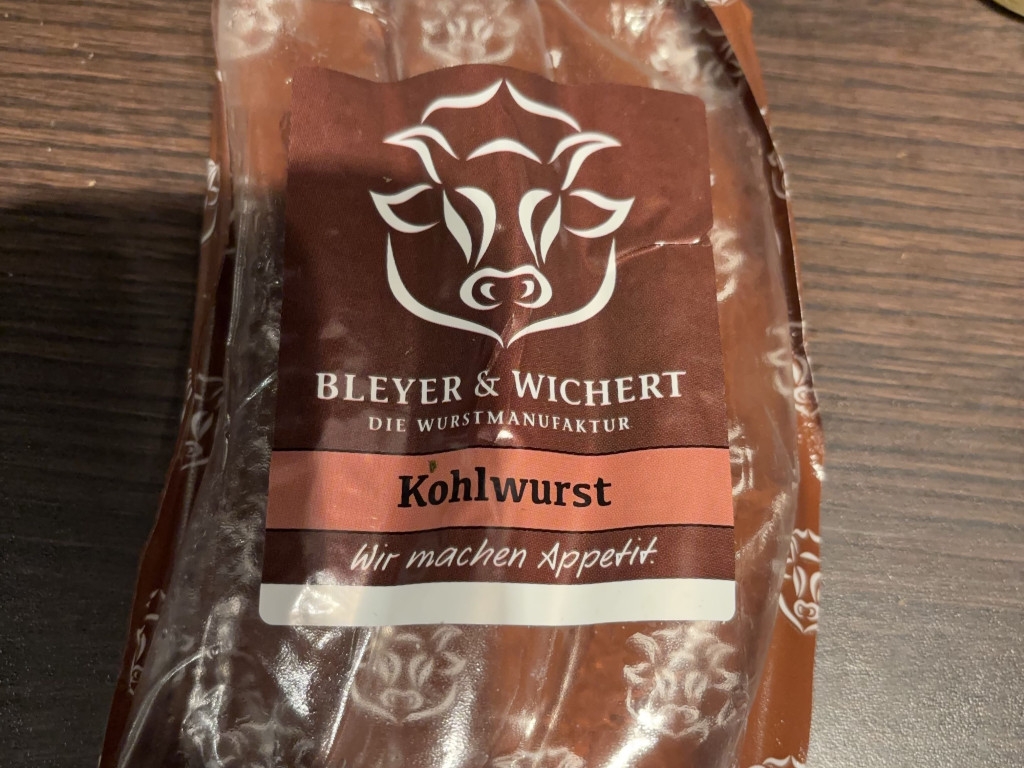 BLEYER & WICHERT
DIE WURSTMANUFAKTUR
Kohlwurst
Wir machen Appetit.